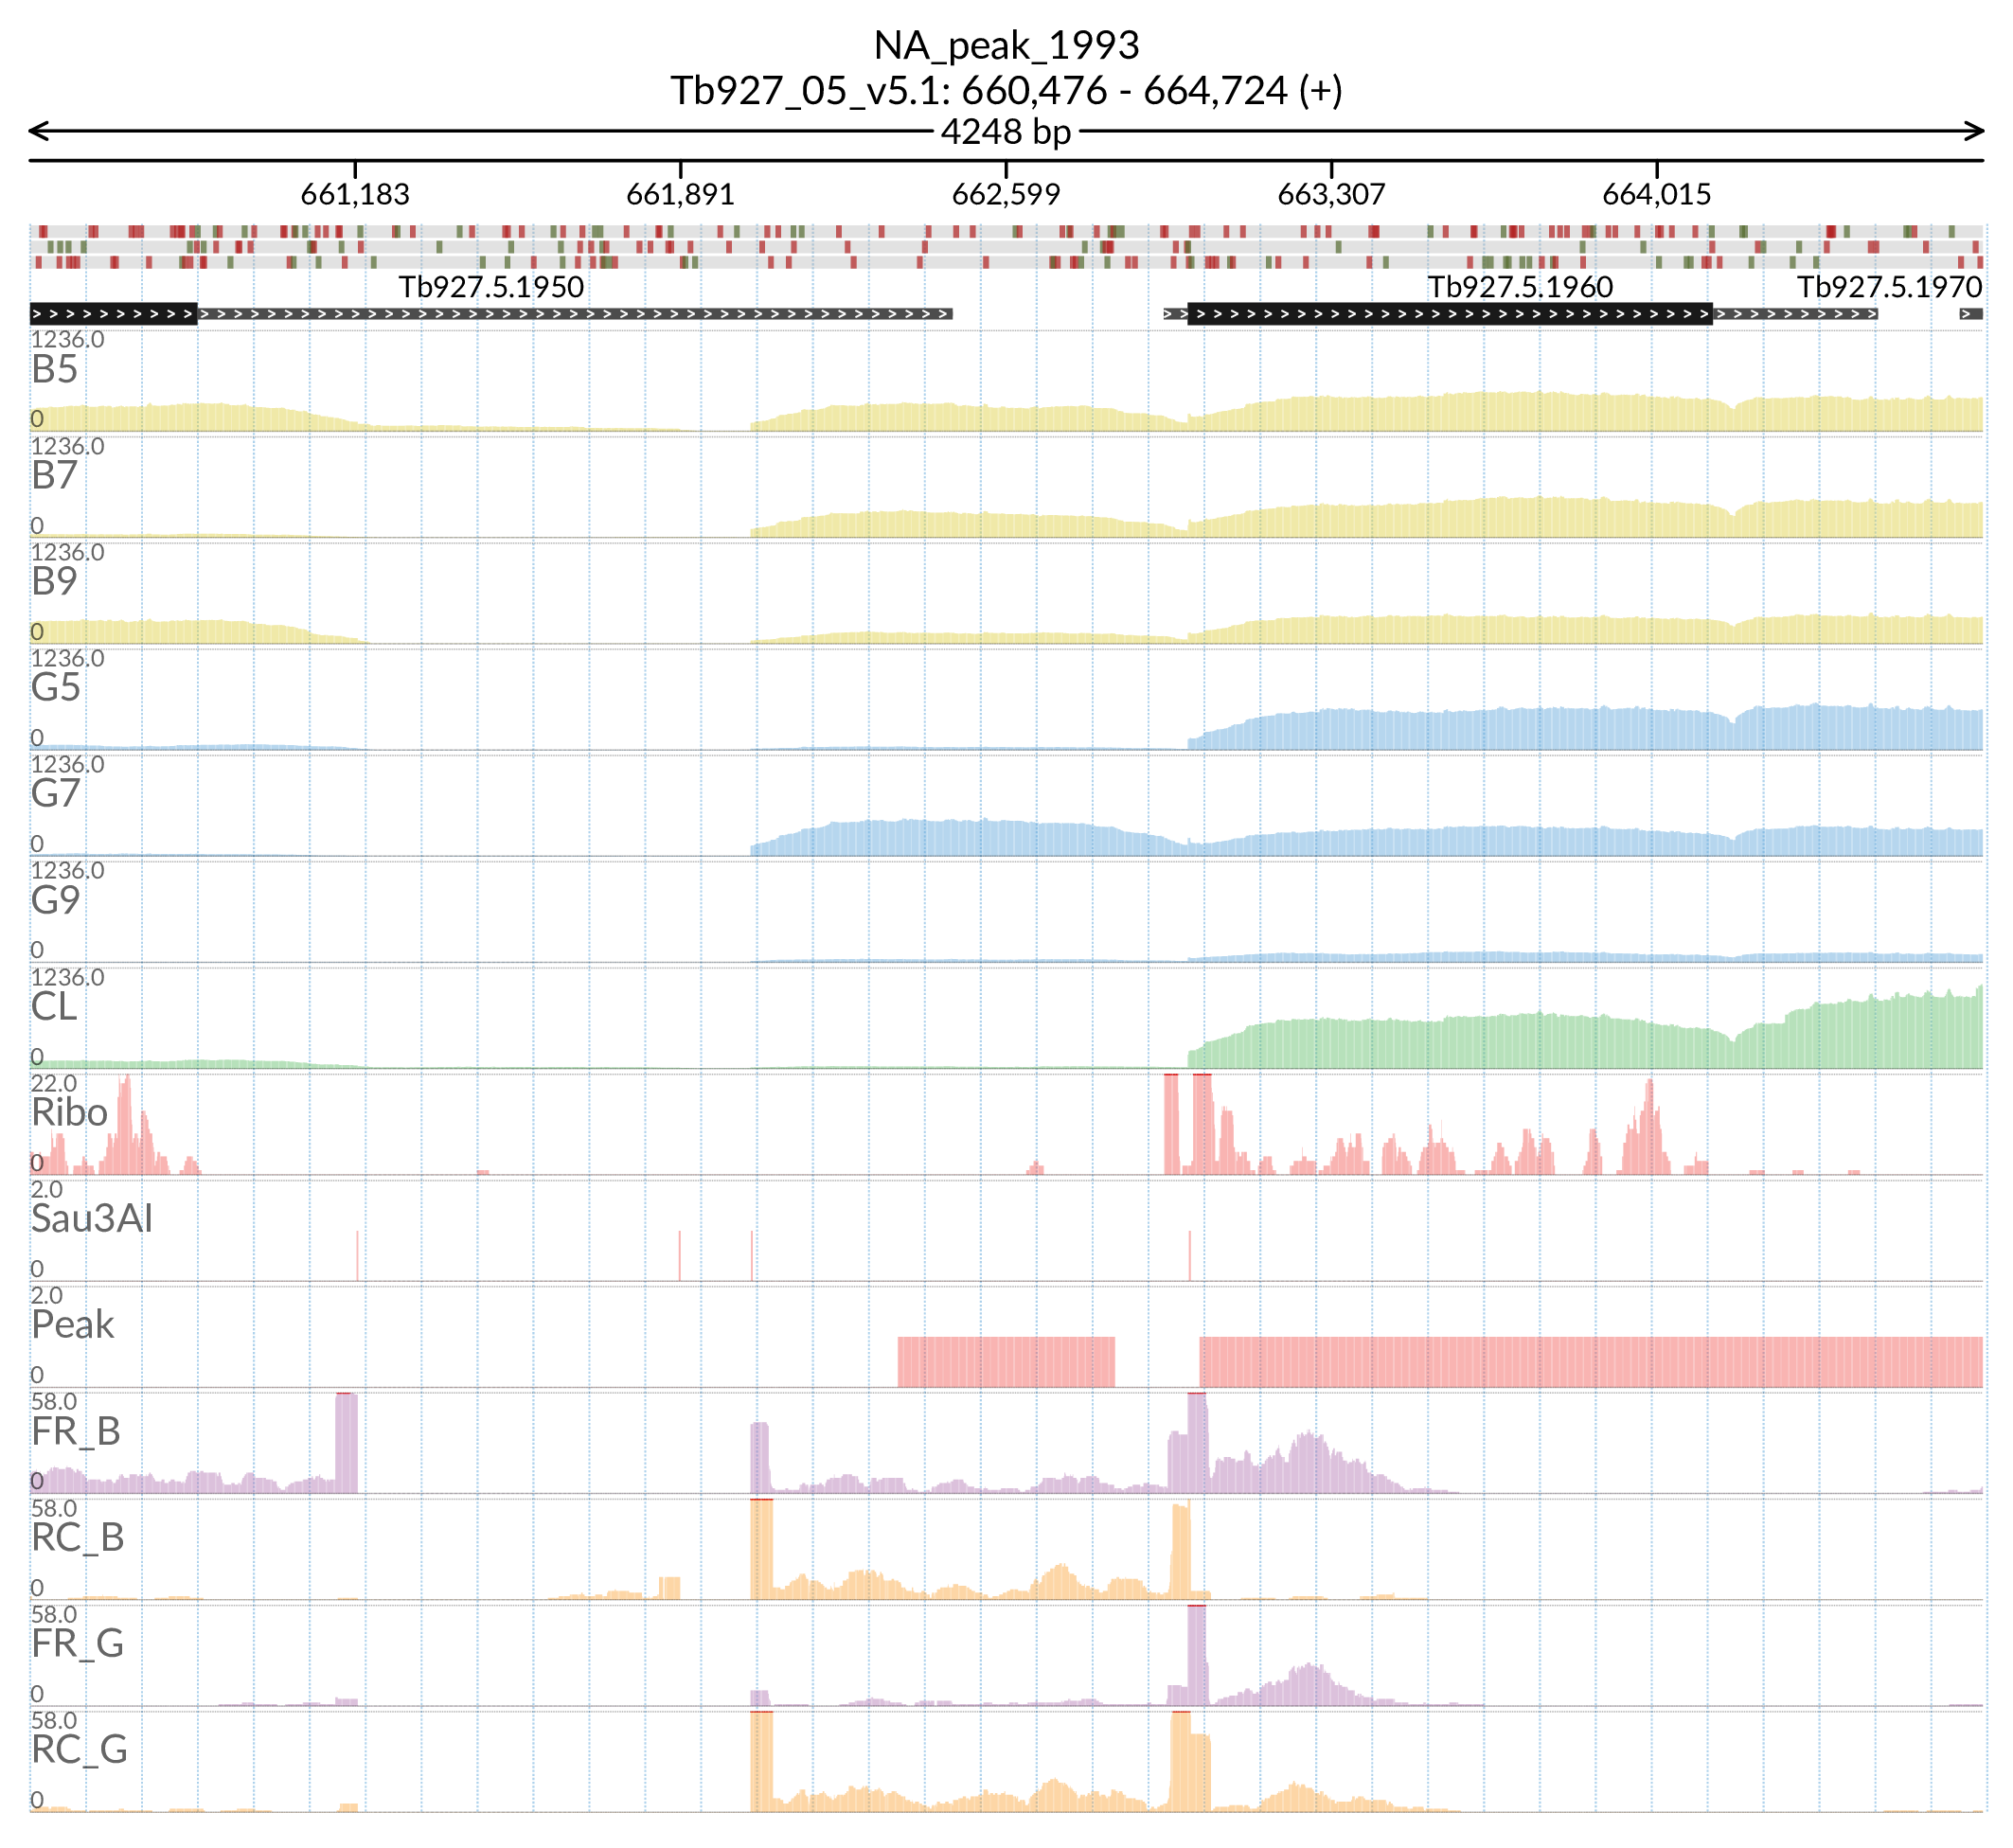 NA_peak_1993
Tb927_05_v5.1: 660,476 - 664,724 (+)
4248 bp
661,183 661,891 662,599 663,307 664,015
Tb927.5.1950 Tb927.5.1960 Tb927.5.1970
1236.0
B5
0
1236.0
B7
0
1236.0
B9
0
1236.0
G5
0
1236.0
G7
0
1236.0
G9
0
1236.0
CL
0
22.0
Ribo
0
2.0
Sau3AI
0
2.0
Peak
0
58.0
FR_B
0
58.0
RC_B
0
58.0
FR_G
0
58.0
RC_G
0